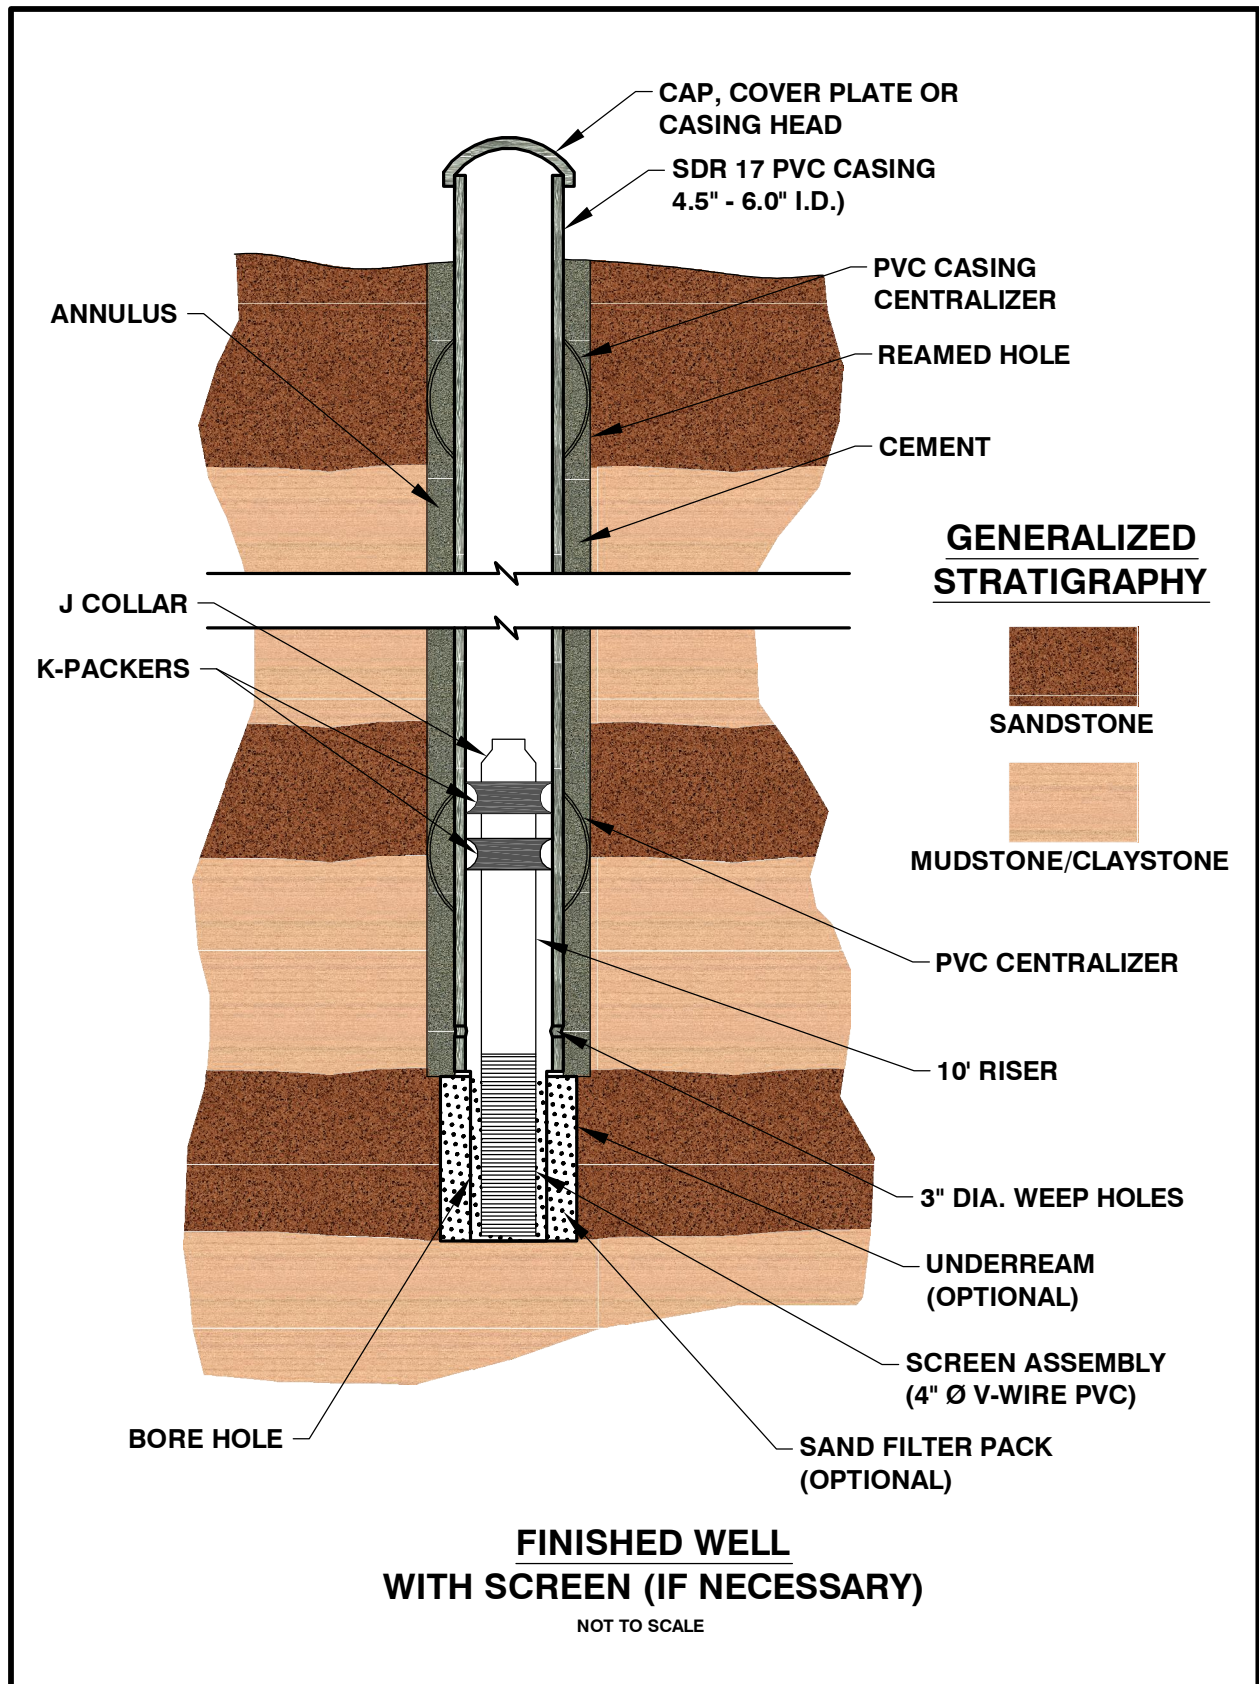 CAP, COVER PLATE OR
CASING HEAD
SDR 17 PVC CASING
4.5" - 6.0" I.D.)
PVC CASING
CENTRALIZER
ANNULUS
REAMED HOLE
CEMENT
GENERALIZED
STRATIGRAPHY
J COLLAR
K-PACKERS
SANDSTONE
MUDSTONE/CLAYSTONE
PVC CENTRALIZER
10' RISER
3" DIA. WEEP HOLES
UNDERREAM
(OPTIONAL)
SCREEN ASSEMBLY
(4" Ø V-WIRE PVC)
BORE HOLE
SAND FILTER PACK
(OPTIONAL)
FINISHED WELL
WITH SCREEN (IF NECESSARY)
NOT TO SCALE